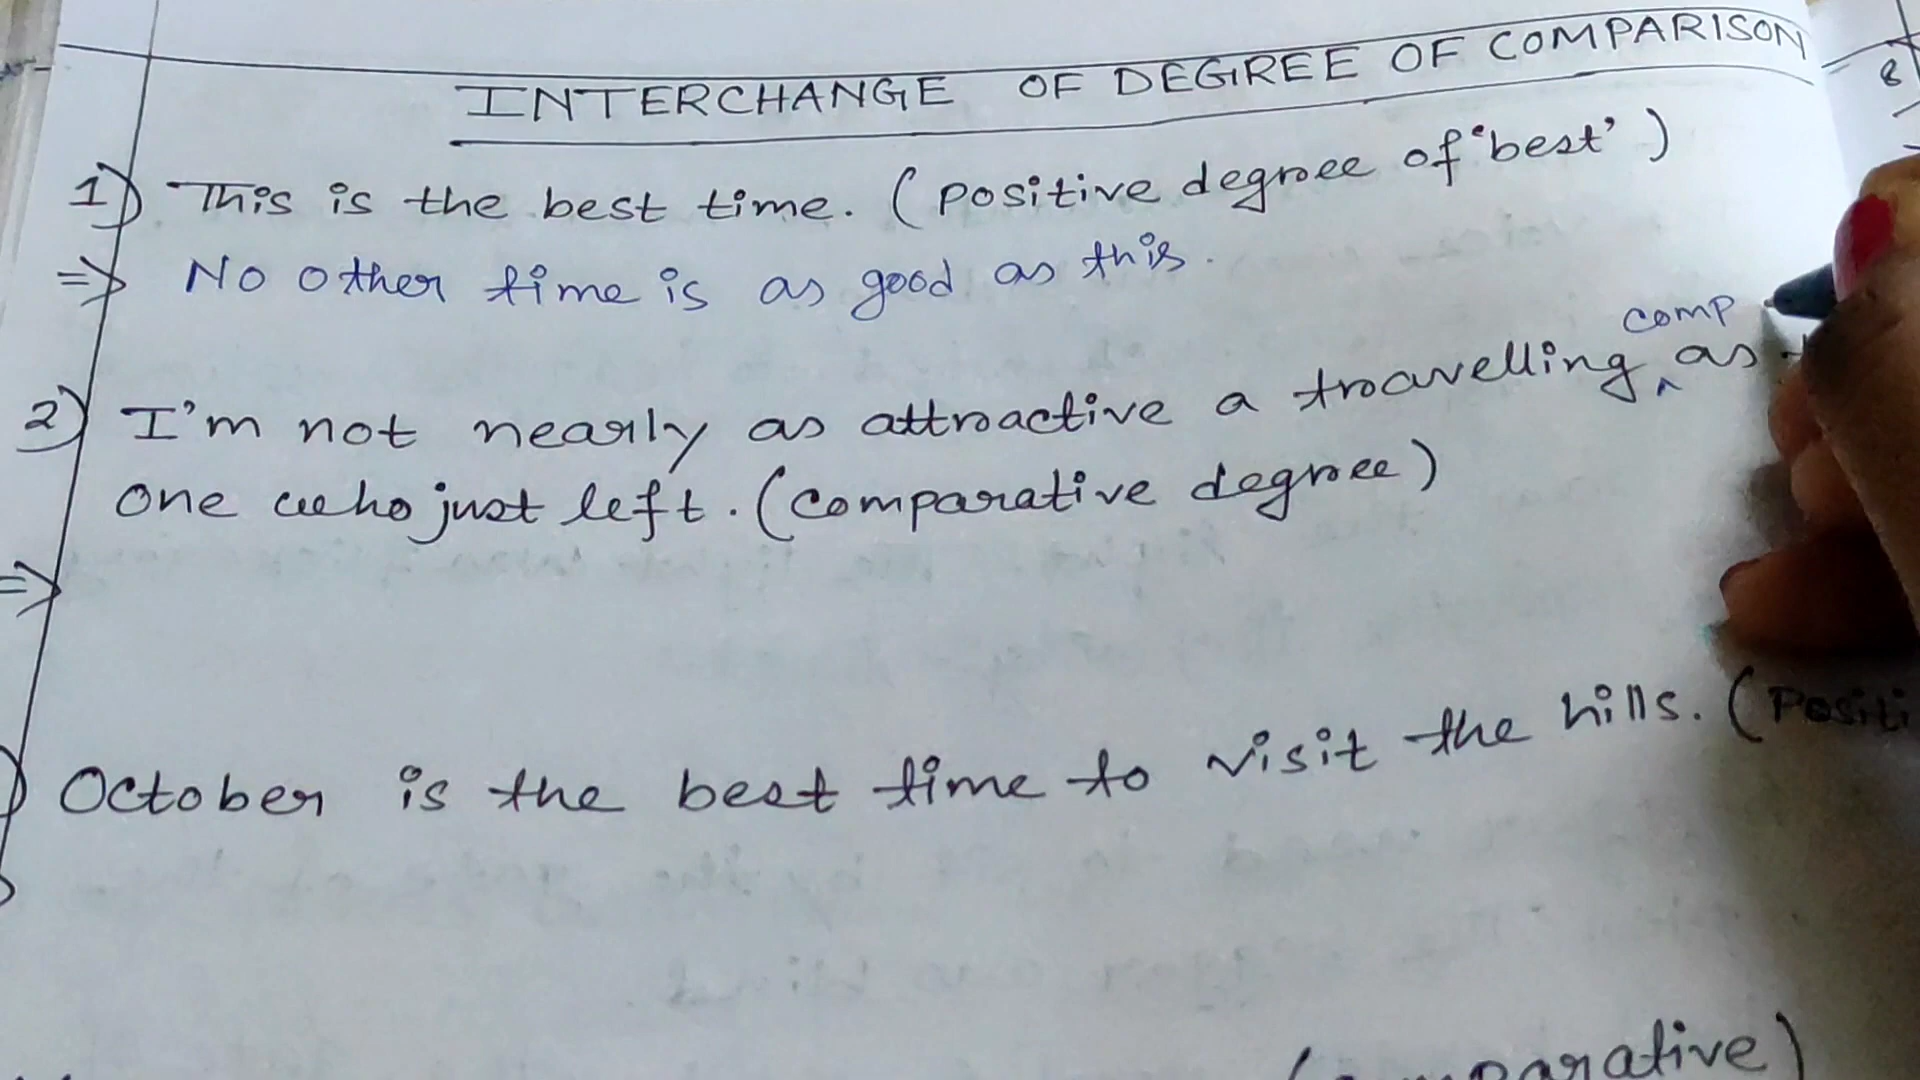 INTERCHANGE OF DEGREE OF COMPARISON
8
1) This is the best time. (Positive degree of 'best')
=> No other time is as good as this.
comp
2) I'm not nearly as attractive a travelling ^ as
one who just left. (Comparative degree)
=>
) October is the best time to visit the hills. (Positi
(
mparative)